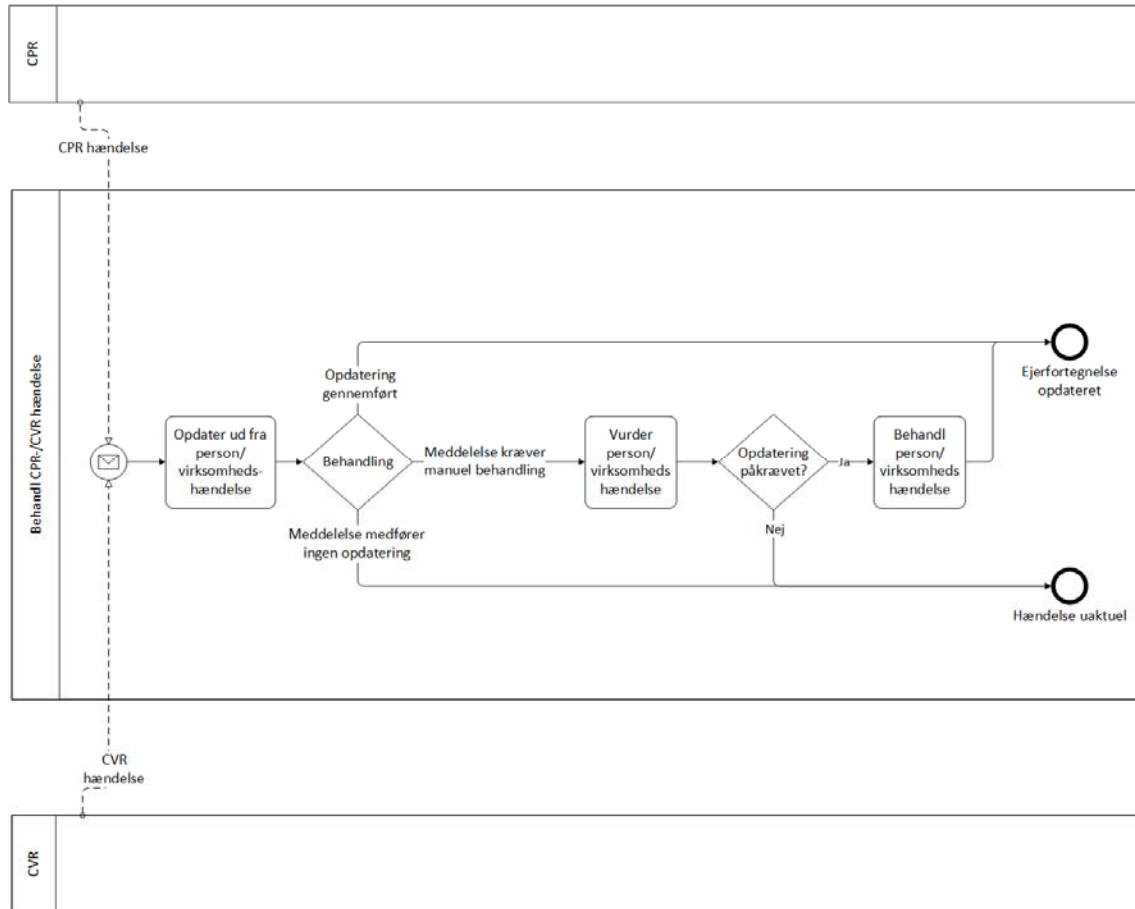 CPR
CPR hændelse
Behandl CPR-/CVR hændelse
Opdater ud fra
person/
virksomheds-
hændelse
Behandling
Opdatering
gennemført
Meddelelse kræver
manuel behandling
Meddelelse medfører
ingen opdatering
Vurder
person/
virksomheds
hændelse
Opdatering
påkrævet?
Ja
Nej
Behandl
person/
virksomheds
hændelse
Ejerfortegnelse
opdateret
Hændelse uaktuel
CVR
hændelse
CVR